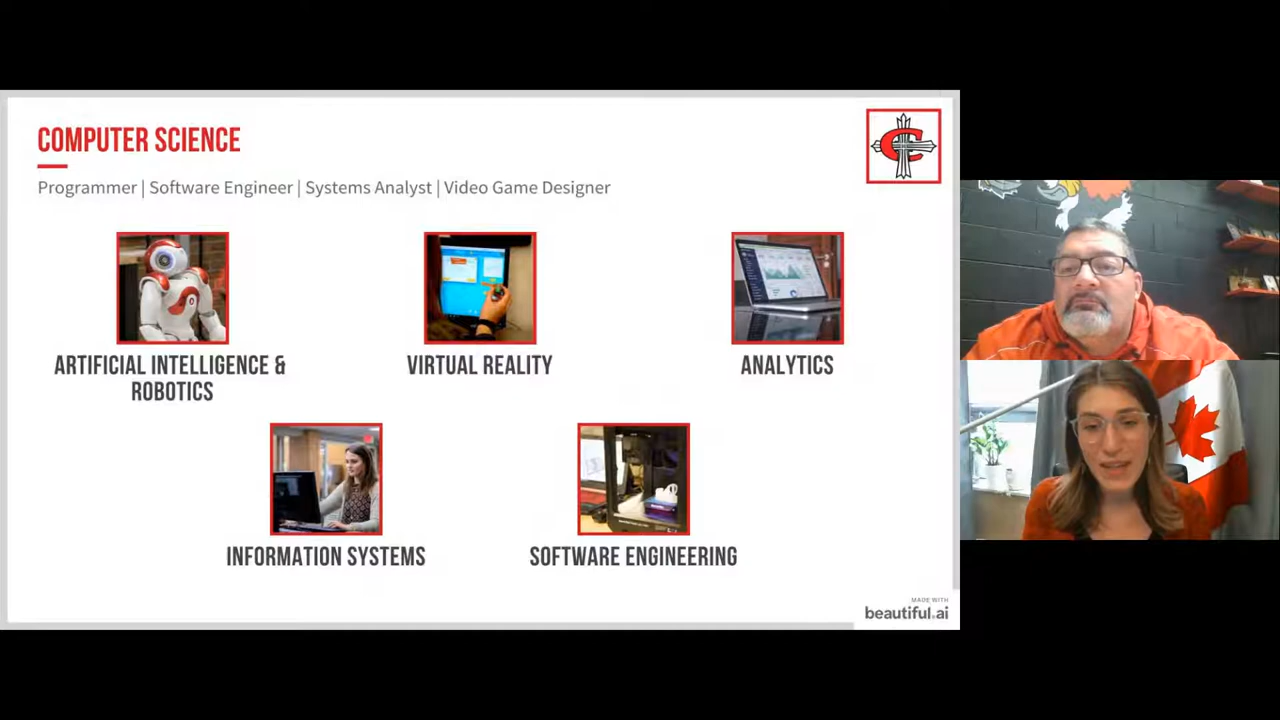 COMPUTER SCIENCE
Programmer | Software Engineer | Systems Analyst | Video Game Designer
ARTIFICIAL INTELLIGENCE &
ROBOTICS
VIRTUAL REALITY
ANALYTICS
INFORMATION SYSTEMS
SOFTWARE ENGINEERING
MADE WITH
beautiful.ai